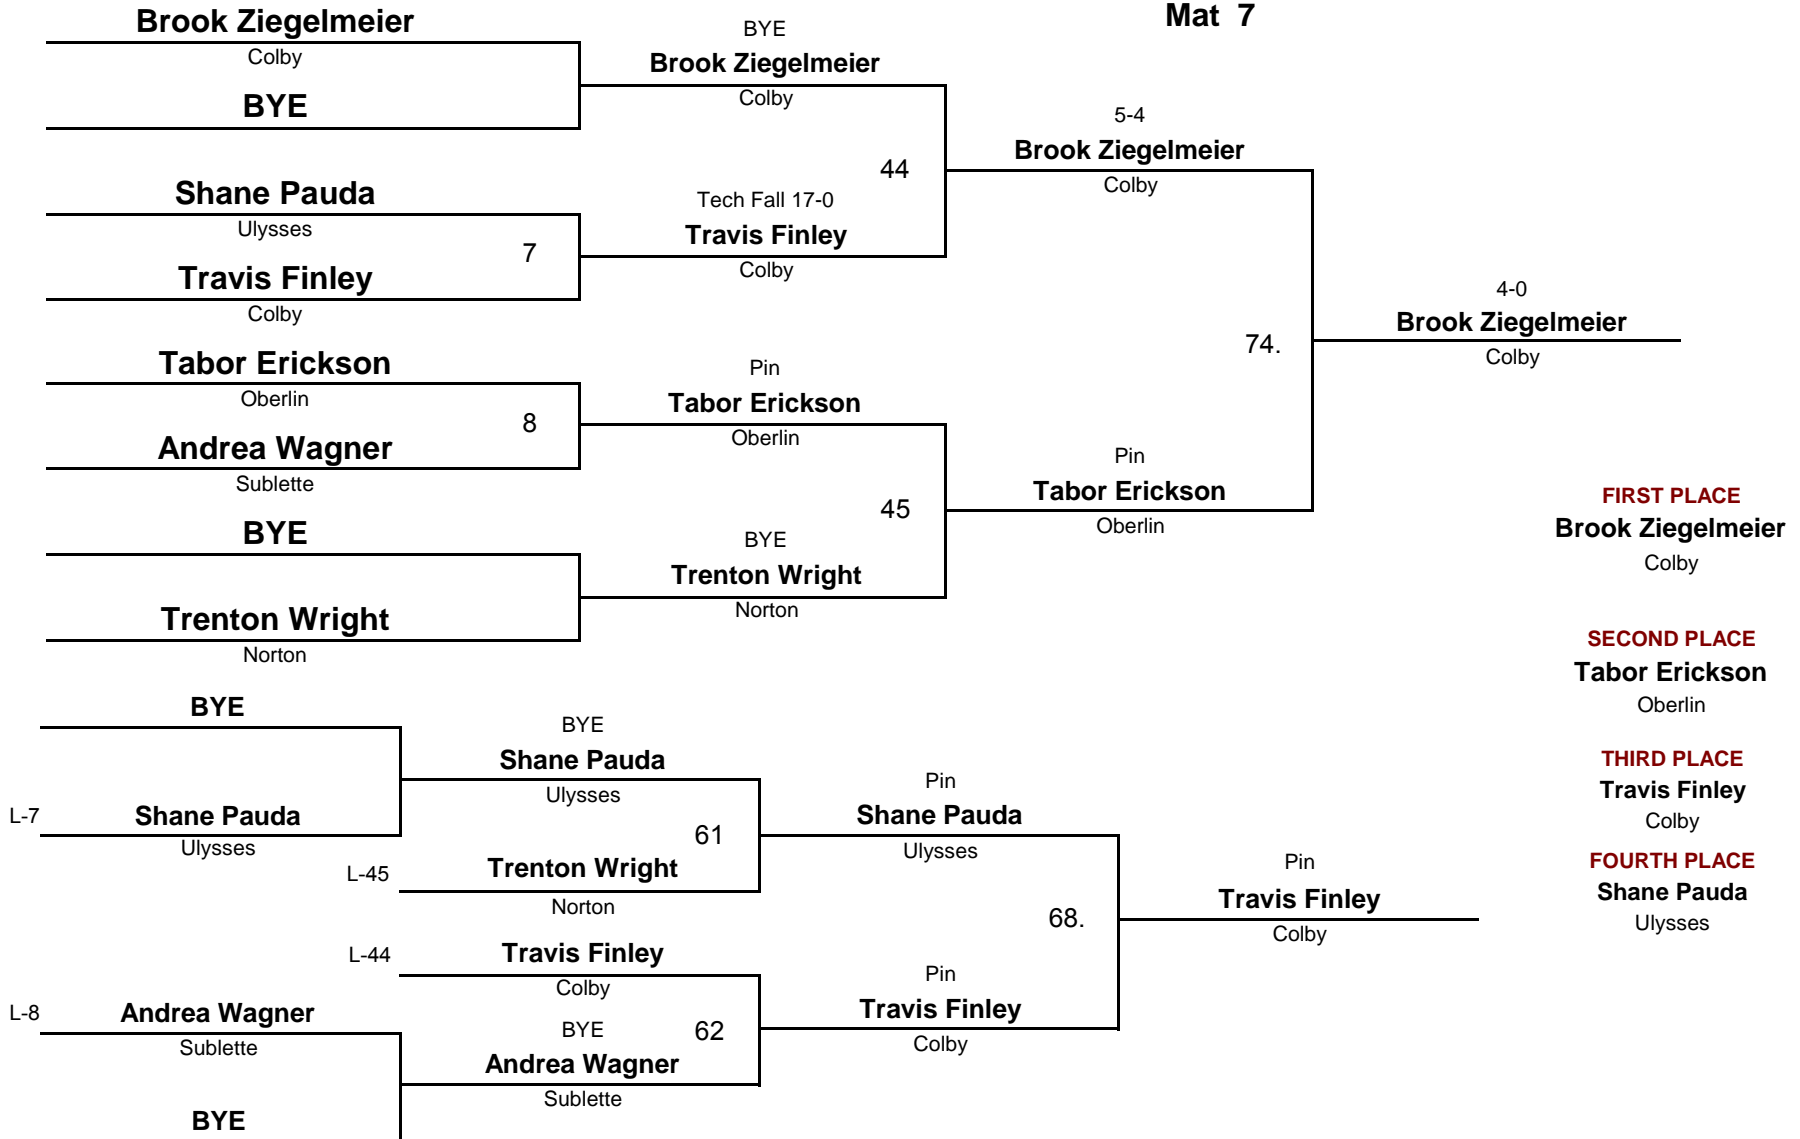 Mat 7
Brook Ziegelmeier
Colby
BYE
Shane Pauda
Ulysses
7
Travis Finley
Colby
Tabor Erickson
Oberlin
8
Andrea Wagner
Sublette
BYE
Trenton Wright
Norton
BYE
Brook Ziegelmeier
Colby
44
Tech Fall 17-0
Travis Finley
Colby
Pin
Tabor Erickson
Oberlin
45
BYE
Trenton Wright
Norton
5-4
Brook Ziegelmeier
Colby
74.
Pin
Tabor Erickson
Oberlin
4-0
Brook Ziegelmeier
Colby
FIRST PLACE
Brook Ziegelmeier
Colby
SECOND PLACE
Tabor Erickson
Oberlin
THIRD PLACE
Travis Finley
Colby
FOURTH PLACE
Shane Pauda
Ulysses
BYE
L-7
Shane Pauda
Ulysses
L-8
Andrea Wagner
Sublette
BYE
BYE
Shane Pauda
Ulysses
61
L-45
Trenton Wright
Norton
L-44
Travis Finley
Colby
BYE
62
Andrea Wagner
Sublette
Pin
Shane Pauda
Ulysses
68.
Pin
Travis Finley
Colby
Pin
Travis Finley
Colby